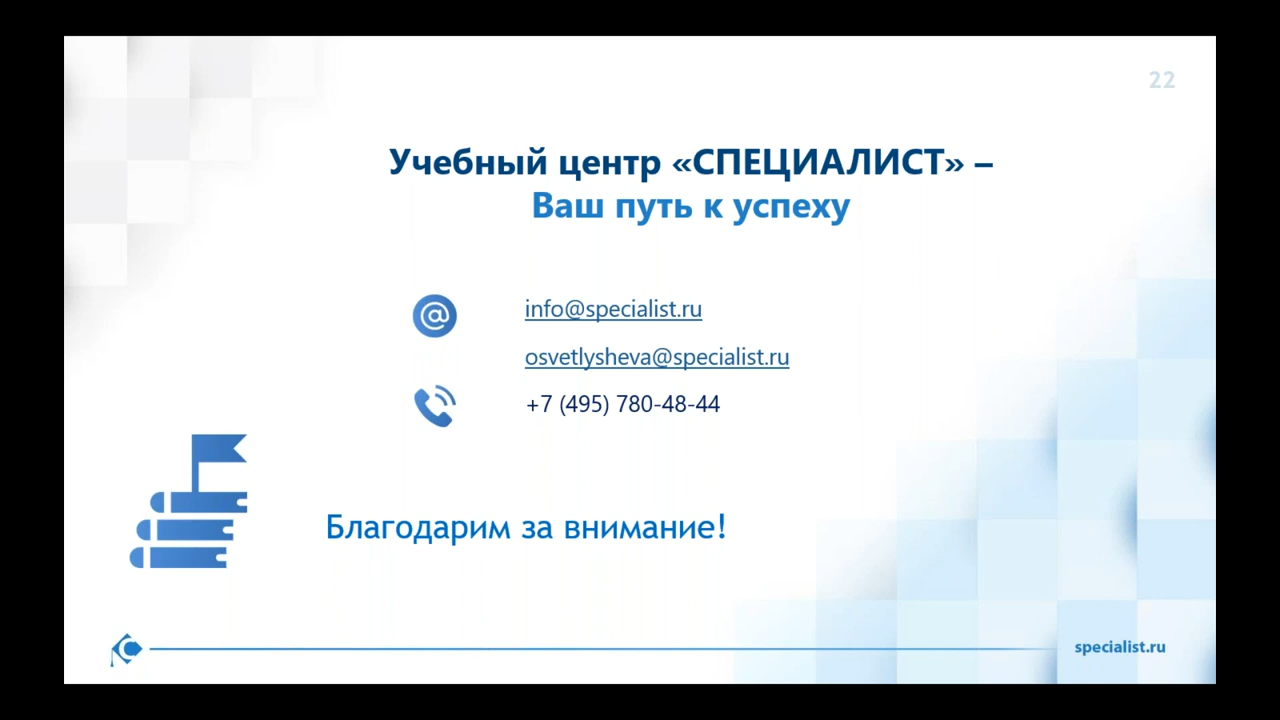 22
Учебный центр «СПЕЦИАЛИСТ» –
Ваш путь к успеху
info@specialist.ru
osvetlysheva@specialist.ru
+7 (495) 780-48-44
Благодарим за внимание!
specialist.ru